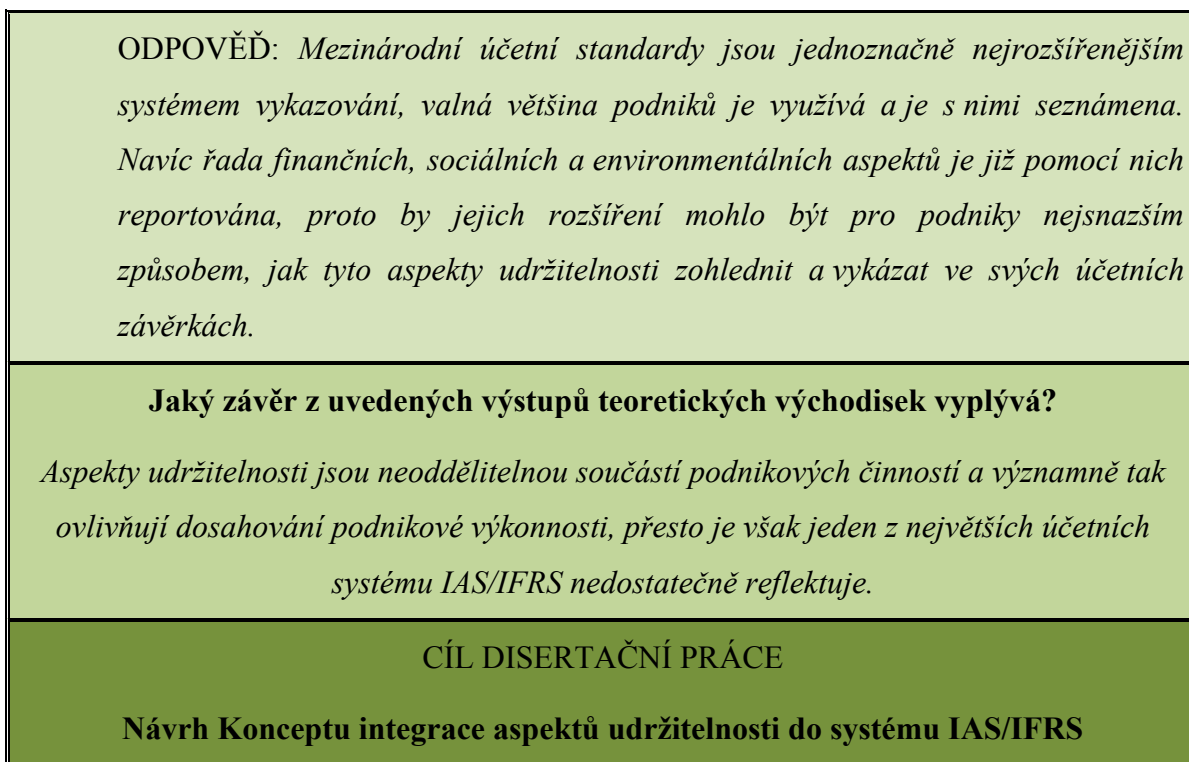 ODPOVĚĎ: Mezinárodní účetní standardy jsou jednoznačně nejrozšířenějším
systémem vykazování, valná většina podniků je využívá a je s nimi seznámena.
Navíc řada finančních, sociálních a environmentálních aspektů je již pomocí nich
reportována, proto by jejich rozšíření mohlo být pro podniky nejsnazším
způsobem, jak tyto aspekty udržitelnosti zohlednit a vykázat ve svých účetních
závěrkách.
Jaký závěr z uvedených výstupů teoretických východisek vyplývá?
Aspekty udržitelnosti jsou neoddělitelnou součástí podnikových činností a významně tak
ovlivňují dosahování podnikové výkonnosti, přesto je však jeden z největších účetních
systému IAS/IFRS nedostatečně reflektuje.
CÍL DISERTAČNÍ PRÁCE
Návrh Konceptu integrace aspektů udržitelnosti do systému IAS/IFRS